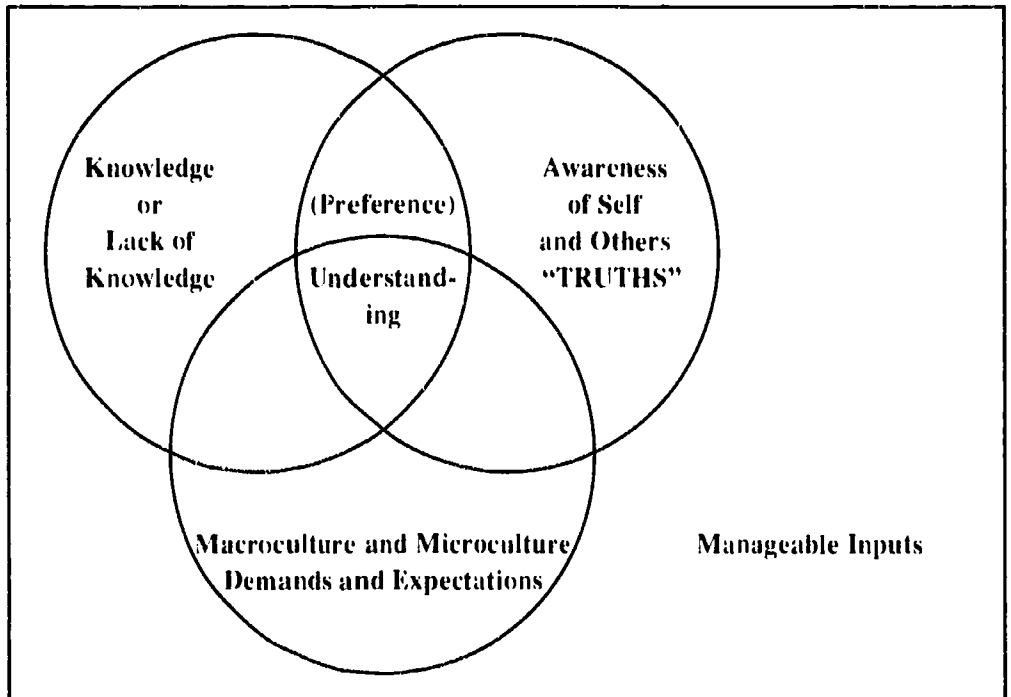 Knowledge
or
Lack of
Knowledge
(Preference)
Understand-
ing
Awareness
of Self
and Others
“TRUTHS”
Macroculture and Microculture
Demands and Expectations
Manageable Inputs